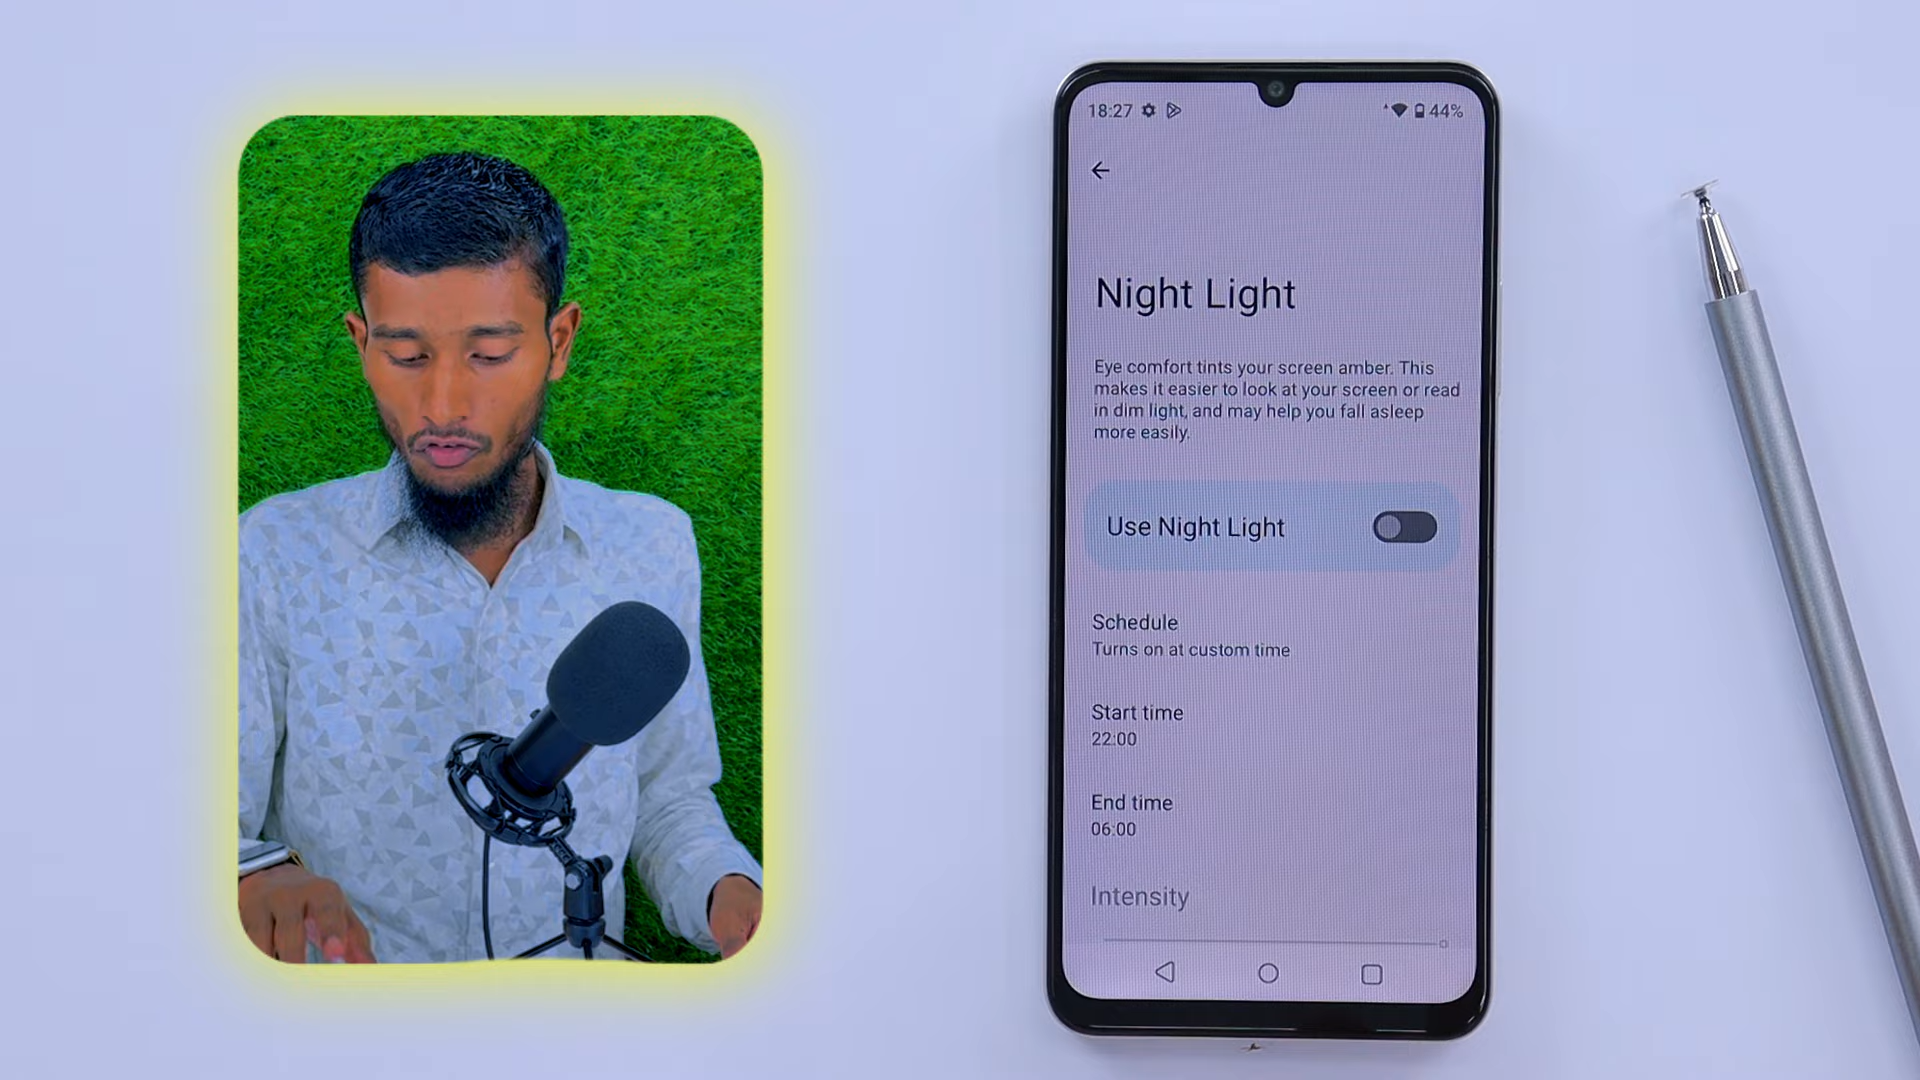 18:27
44%
Night Light
Eye comfort tints your screen amber. This
makes it easier to look at your screen or read
in dim light, and may help you fall asleep
more easily.
Use Night Light
Schedule
Turns on at custom time
Start time
22:00
End time
06:00
Intensity